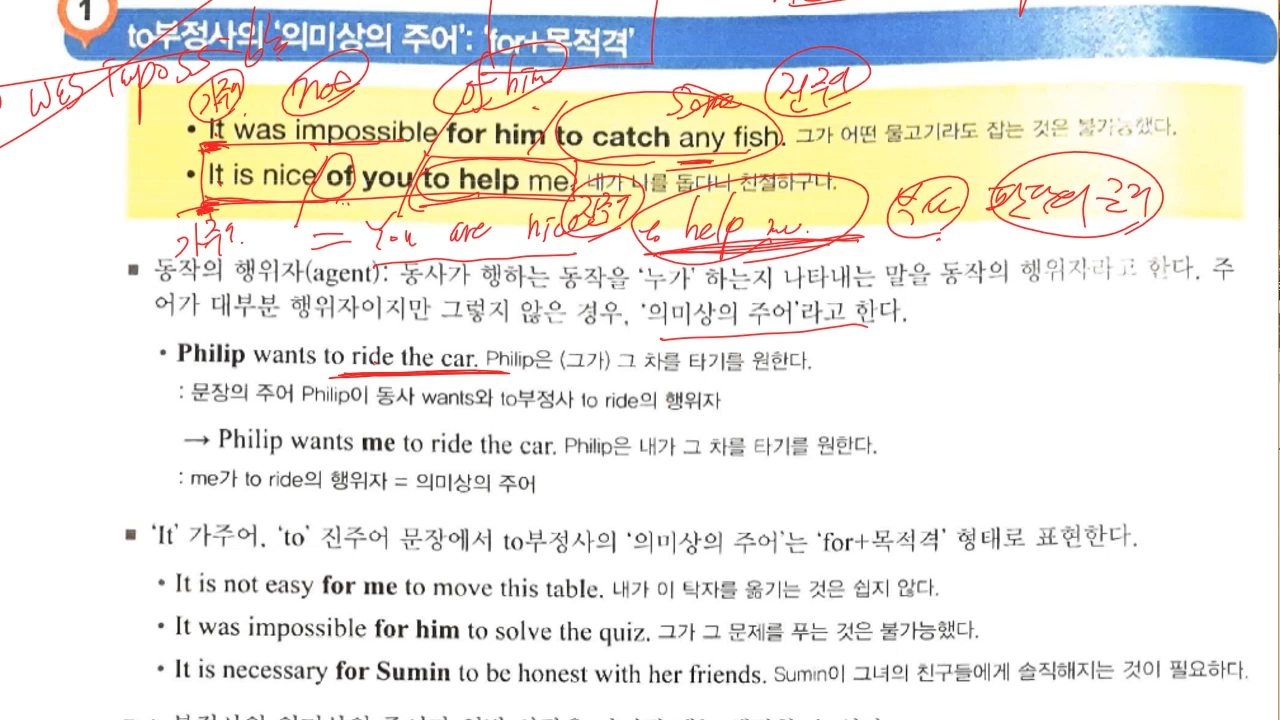 1
to부정사의 '의미상의 주어': 'for+목적격'
was imposs
가주어 of him some 진주어
• It was impossible for him to catch any fish. 그가 어떤 물고기라도 잡는 것은 불가능했다.
• It is nice of you to help me. 네가 나를 돕다니 친절하구나.
가주어 = You are nice to help me. 부사 판단의 근거
진주어
■ 동작의 행위자(agent): 동사가 행하는 동작을 '누가' 하는지 나타내는 말을 동작의 행위자라고 한다. 주
어가 대부분 행위자이지만 그렇지 않은 경우, '의미상의 주어'라고 한다.
• Philip wants to ride the car. Philip은 (그가) 그 차를 타기를 원한다.
: 문장의 주어 Philip이 동사 wants와 to부정사 to ride의 행위자
→ Philip wants me to ride the car. Philip은 내가 그 차를 타기를 원한다.
: me가 to ride의 행위자 = 의미상의 주어
■ 'It' 가주어, 'to' 진주어 문장에서 to부정사의 '의미상의 주어'는 'for+목적격' 형태로 표현한다.
• It is not easy for me to move this table. 내가 이 탁자를 옮기는 것은 쉽지 않다.
• It was impossible for him to solve the quiz. 그가 그 문제를 푸는 것은 불가능했다.
• It is necessary for Sumin to be honest with her friends. Sumin이 그녀의 친구들에게 솔직해지는 것이 필요하다.